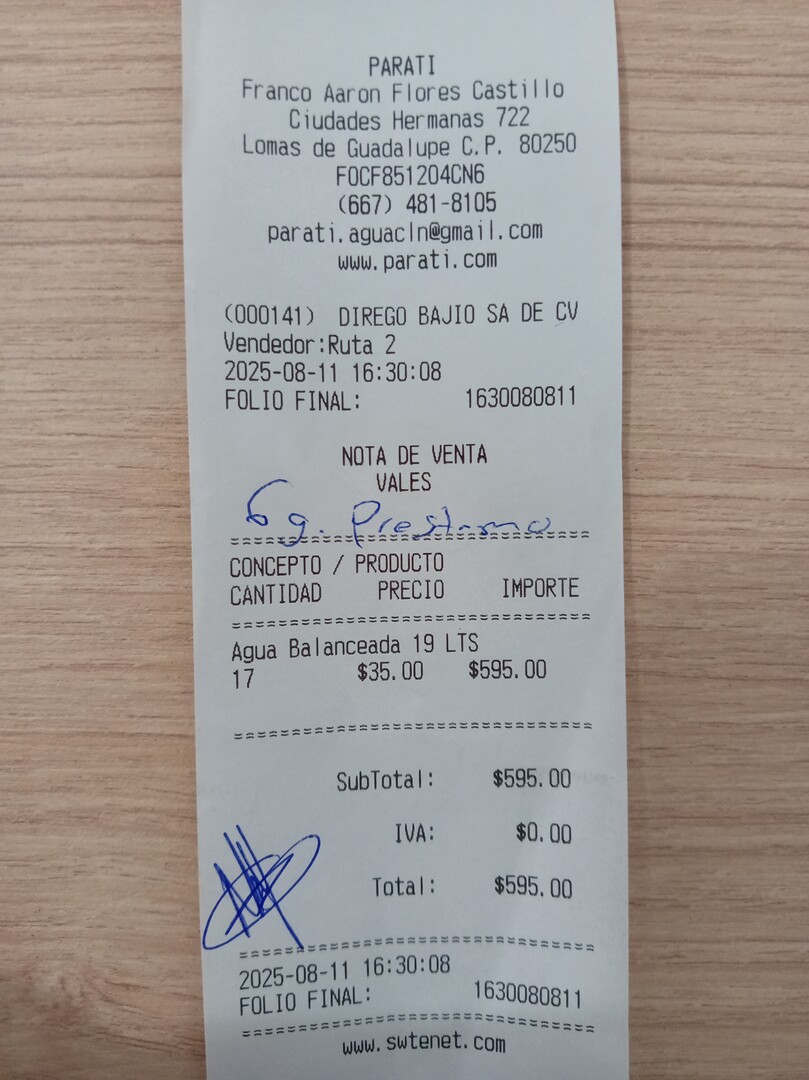 PARATI
Franco Aaron Flores Castillo
Ciudades Hermanas 722
Lomas de Guadalupe C.P. 80250
FOCF851204CN6
(667) 481-8105
parati.aguacln@gmail.com
www.parati.com
(000141) DIREGO BAJIO SA DE CV
Vendedor:Ruta 2
2025-08-11 16:30:08
FOLIO FINAL: 1630080811
NOTA DE VENTA
VALES
6 g. Prestamo
CONCEPTO / PRODUCTO
CANTIDAD PRECIO IMPORTE
Agua Balanceada 19 LTS
17 $35.00 $595.00
SubTotal: $595.00
IVA: $0.00
Total: $595.00
2025-08-11 16:30:08
FOLIO FINAL: 1630080811
www.swtenet.com